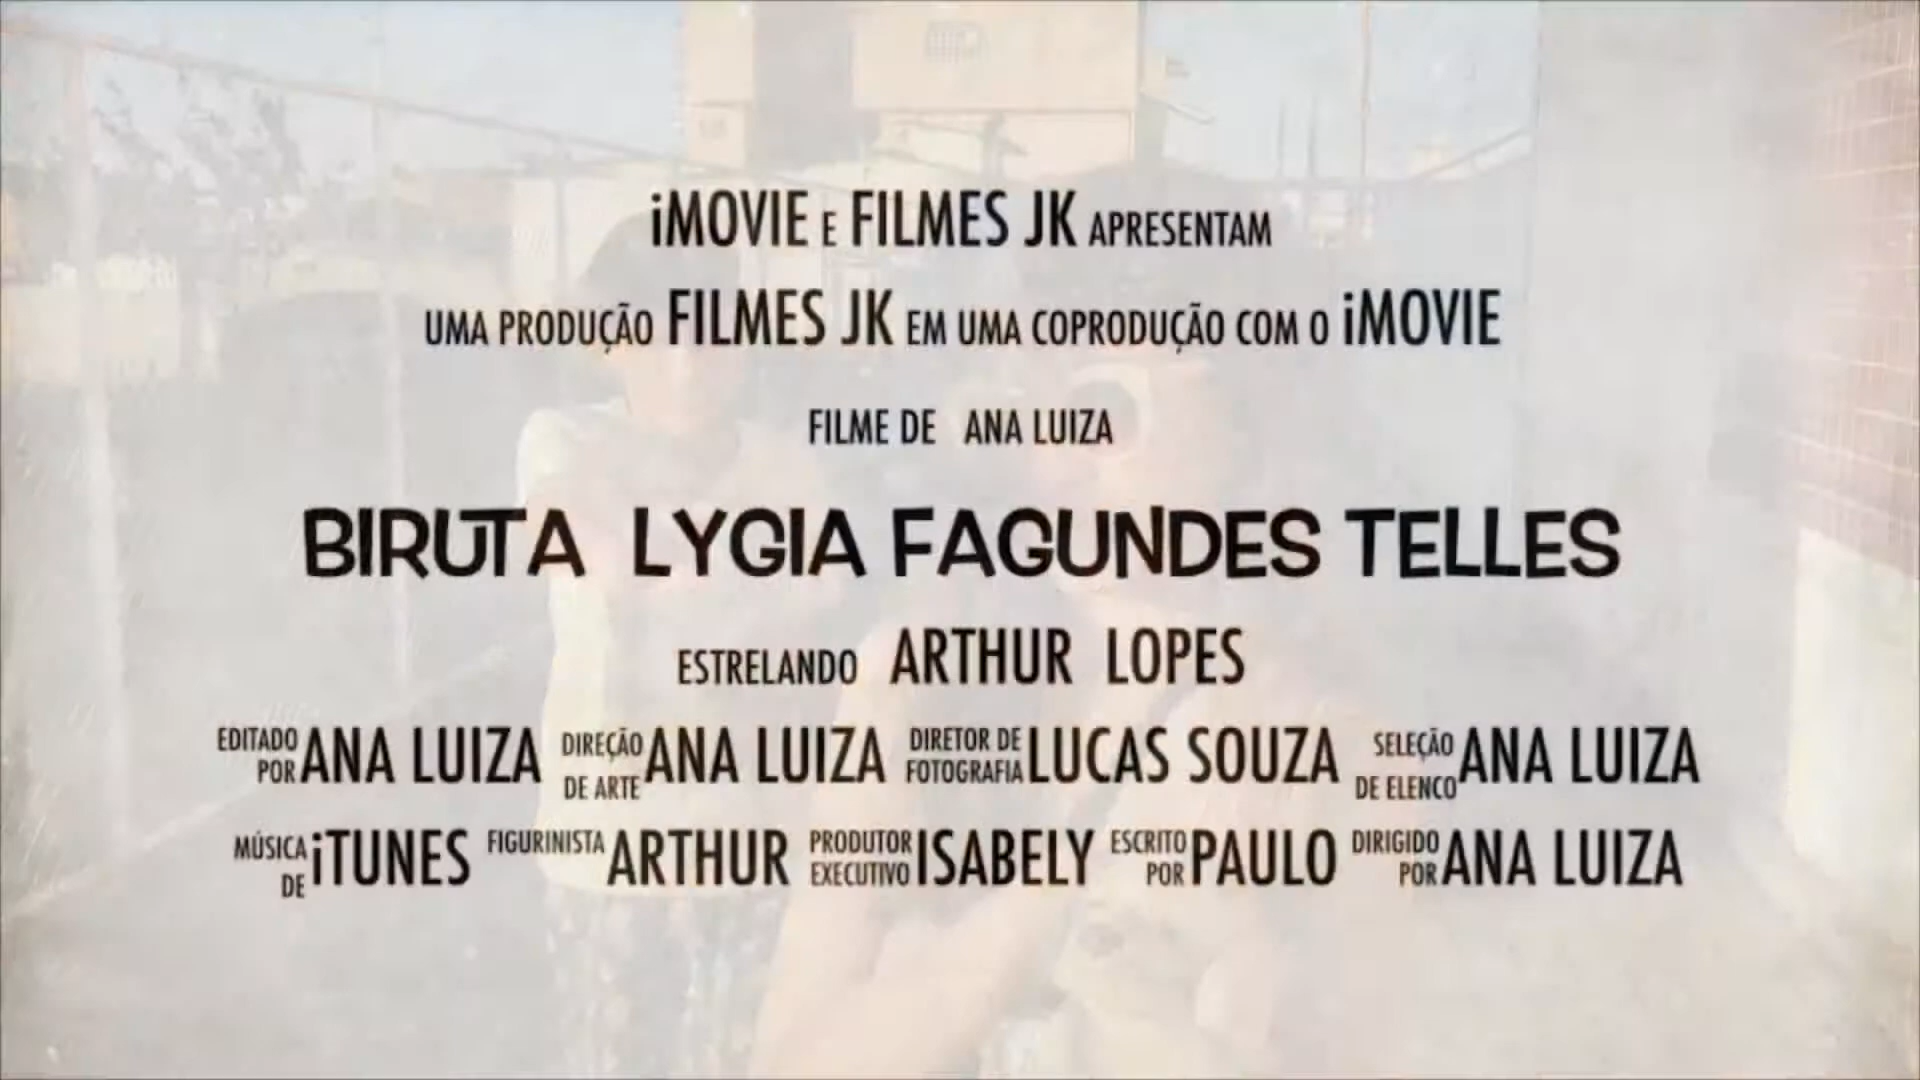 iMOVIE E FILMES JK APRESENTAM
UMA PRODUÇÃO FILMES JK EM UMA COPRODUÇÃO COM O iMOVIE
FILME DE ANA LUIZA
BIRUTA LYGIA FAGUNDES TELLES
ESTRELANDO ARTHUR LOPES
EDITADO POR ANA LUIZA DIREÇÃO DE ARTE ANA LUIZA DIRETOR DE FOTOGRAFIA LUCAS SOUZA SELEÇÃO DE ELENCO ANA LUIZA
MÚSICA DE iTUNES FIGURINISTA ARTHUR PRODUTOR EXECUTIVO ISABELY ESCRITO POR PAULO DIRIGIDO POR ANA LUIZA